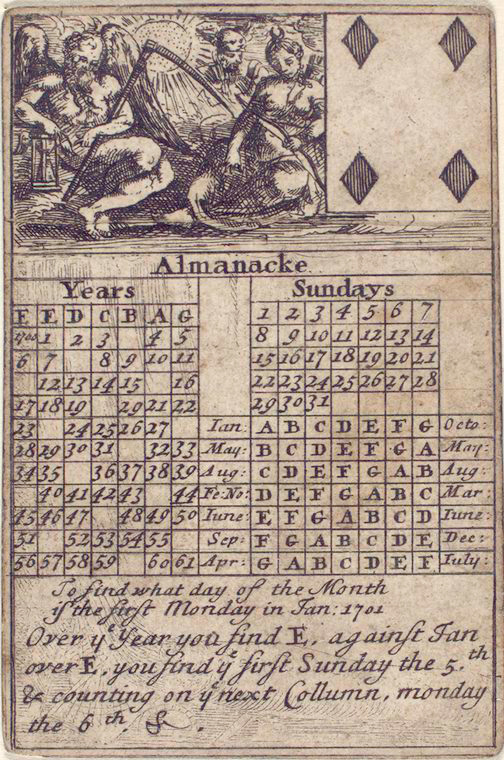 Almanacke
Years Sundays
F E D C B A G 1 2 3 4 5 6 7
1700 1 2 3 4 5 8 9 10 11 12 13 14
6 7 8 9 10 11 15 16 17 18 19 20 21
12 13 14 15 16 22 23 24 25 26 27 28
17 18 19 29 21 22 29 30 31
23 24 25 26 27 Ian: A B C D E F G Octo:
28 29 30 31 32 33 May: B C D E F G A May:
34 35 36 37 38 39 Aug: C D E F G A B Aug:
40 41 42 43 44 Fe·No: D E F G A B C Mar:
45 46 47 48 49 50 Iune: E F G A B C D Iune:
51 52 53 54 55 Sep: F G A B C D E Dec:
56 57 58 59 60 61 Apr: G A B C D E F Iuly:
To find what day of the Month
is the first Monday in Ian: 1701
Over yͤ Year you find E, against Ian
over E, you find yͤ first Sunday the 5.th
& counting on yͤ next Collumn, monday
the 6th. &.